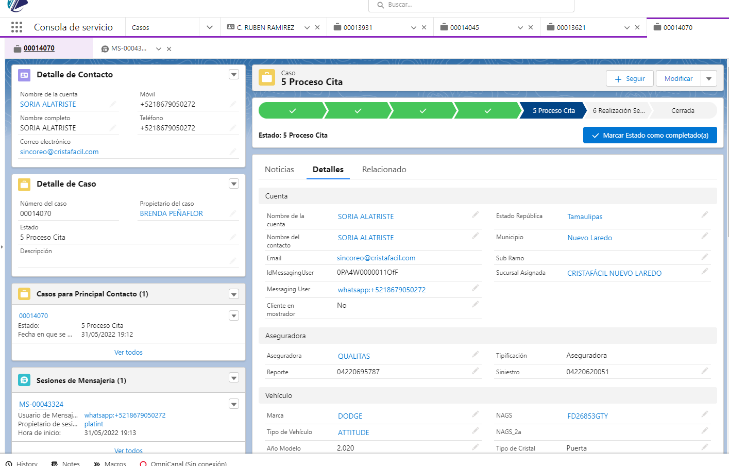 Buscar...
Consola de servicio
Casos
C. RUBEN RAMIREZ
00013931
00014045
00013621
00014070
00014070
MS-00043...
Detalle de Contacto
Nombre de la cuenta
Móvil
SORIA ALATRISTE
+5218679050272
Nombre completo
Teléfono
SORIA ALATRISTE
+5218679050272
Correo electrónico
sincoreo@cristafacil.com
Detalle de Caso
Número del caso
Propietario del caso
00014070
BRENDA PEÑAFLOR
Estado
5 Proceso Cita
Descripción
Casos para Principal Contacto (1)
00014070
Estado:
5 Proceso Cita
Fecha en que se ...
31/05/2022 19:12
Ver todos
Sesiones de Mensajería (1)
MS-00043324
Usuario de Mensaj...
whatsapp:+5218679050272
Propietario de sesi...
platint
Hora de inicio:
31/05/2022 19:13
Ver todos
Caso
5 Proceso Cita
Seguir
Modificar
5 Proceso Cita
6 Realización Se...
Cerrada
Estado: 5 Proceso Cita
Marcar Estado como completado(a)
Noticias
Detalles
Relacionado
Cuenta
Nombre de la cuenta
SORIA ALATRISTE
Estado República
Tamaulipas
Nombre del contacto
SORIA ALATRISTE
Municipio
Nuevo Laredo
Email
sincoreo@cristafacil.com
Sub Ramo
IdMessagingUser
0PA4W0000011OfF
Sucursal Asignada
CRISTAFÁCIL NUEVO LAREDO
Messaging User
whatsapp:+5218679050272
Cliente en mostrador
No
Aseguradora
Aseguradora
QUALITAS
Tipificación
Aseguradora
Reporte
04220695787
Siniestro
04220620051
Vehículo
Marca
DODGE
NAGS
FD26853GTY
Tipo de Vehículo
ATTITUDE
NAGS_2a
Año Modelo
2.020
Tipo de Cristal
Puerta
History
Notes
Macros
OmniCanal (Sin conexión)